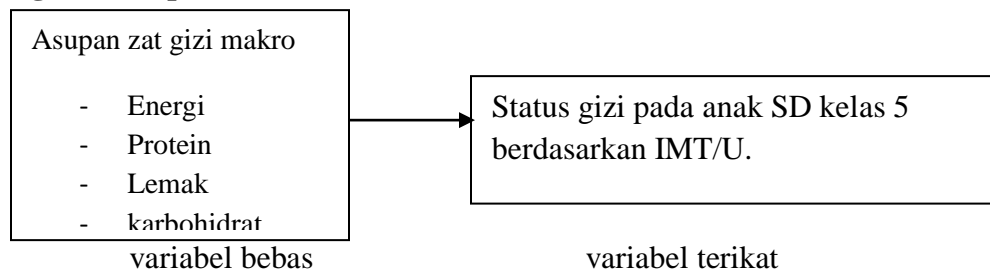 Asupan zat gizi makro
- Energi
- Protein
- Lemak
- karbohidrat
Status gizi pada anak SD kelas 5
berdasarkan IMT/U.
variabel bebas
variabel terikat